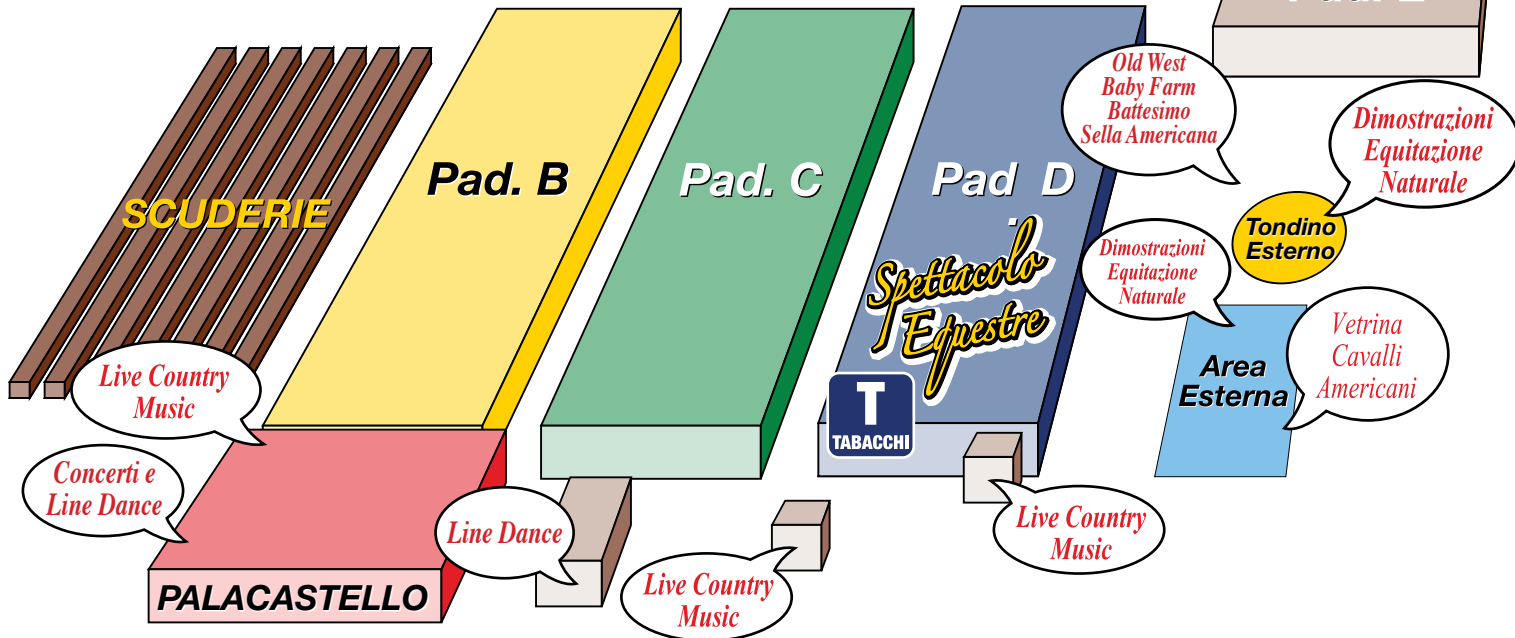 Old West
Baby Farm
Battesimo
Sella Americana
Dimostrazioni
Equitazione
Naturale
Pad. B
Pad. C
Pad D
.
SCUDERIE
Tondino
Esterno
Spettacolo
Equestre
Dimostrazioni
Equitazione
Naturale
Vetrina
Cavalli
Americani
Area
Esterna
Live Country
Music
T
TABACCHI
Concerti e
Line Dance
Line Dance
Live Country
Music
Live Country
Music
PALACASTELLO